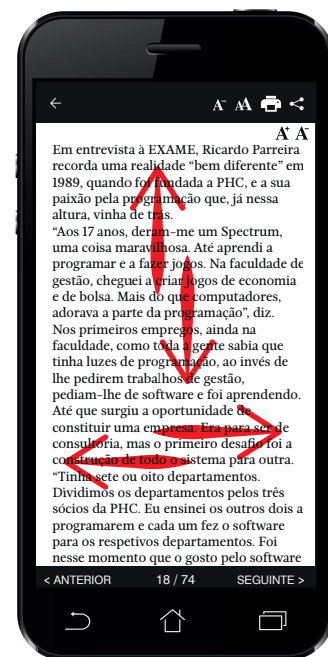 A- AA
A+ A-
Em entrevista à EXAME, Ricardo Parreira
recorda uma realidade “bem diferente” em
1989, quando foi fundada a PHC, e a sua
paixão pela programação que, já nessa
altura, vinha de trás.
“Aos 17 anos, deram-me um Spectrum,
uma coisa maravilhosa. Até aprendi a
programar e a fazer jogos. Na faculdade de
gestão, cheguei a criar jogos de economia
e de bolsa. Mais do que computadores,
adorava a parte da programação”, diz.
Nos primeiros empregos, ainda na
faculdade, como toda a gente sabia que
tinha luzes de programação, ao invés de
lhe pedirem trabalhos de gestão,
pediam-lhe de software e foi aprendendo.
Até que surgiu a oportunidade de
constituir uma empresa. Era para ser de
consultoria, mas o primeiro desafio foi a
construção de todo o sistema para outra.
“Tinha sete ou oito departamentos.
Dividimos os departamentos pelos três
sócios da PHC. Eu ensinei os outros dois a
programarem e cada um fez o software
para os respetivos departamentos. Foi
nesse momento que o gosto pelo software
< ANTERIOR 18 / 74 SEGUINTE >